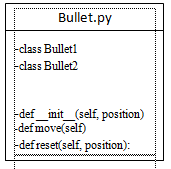 Bullet.py
-class Bullet1
-class Bullet2
-def __init__(self, position)
-def move(self)
-def reset(self, position):